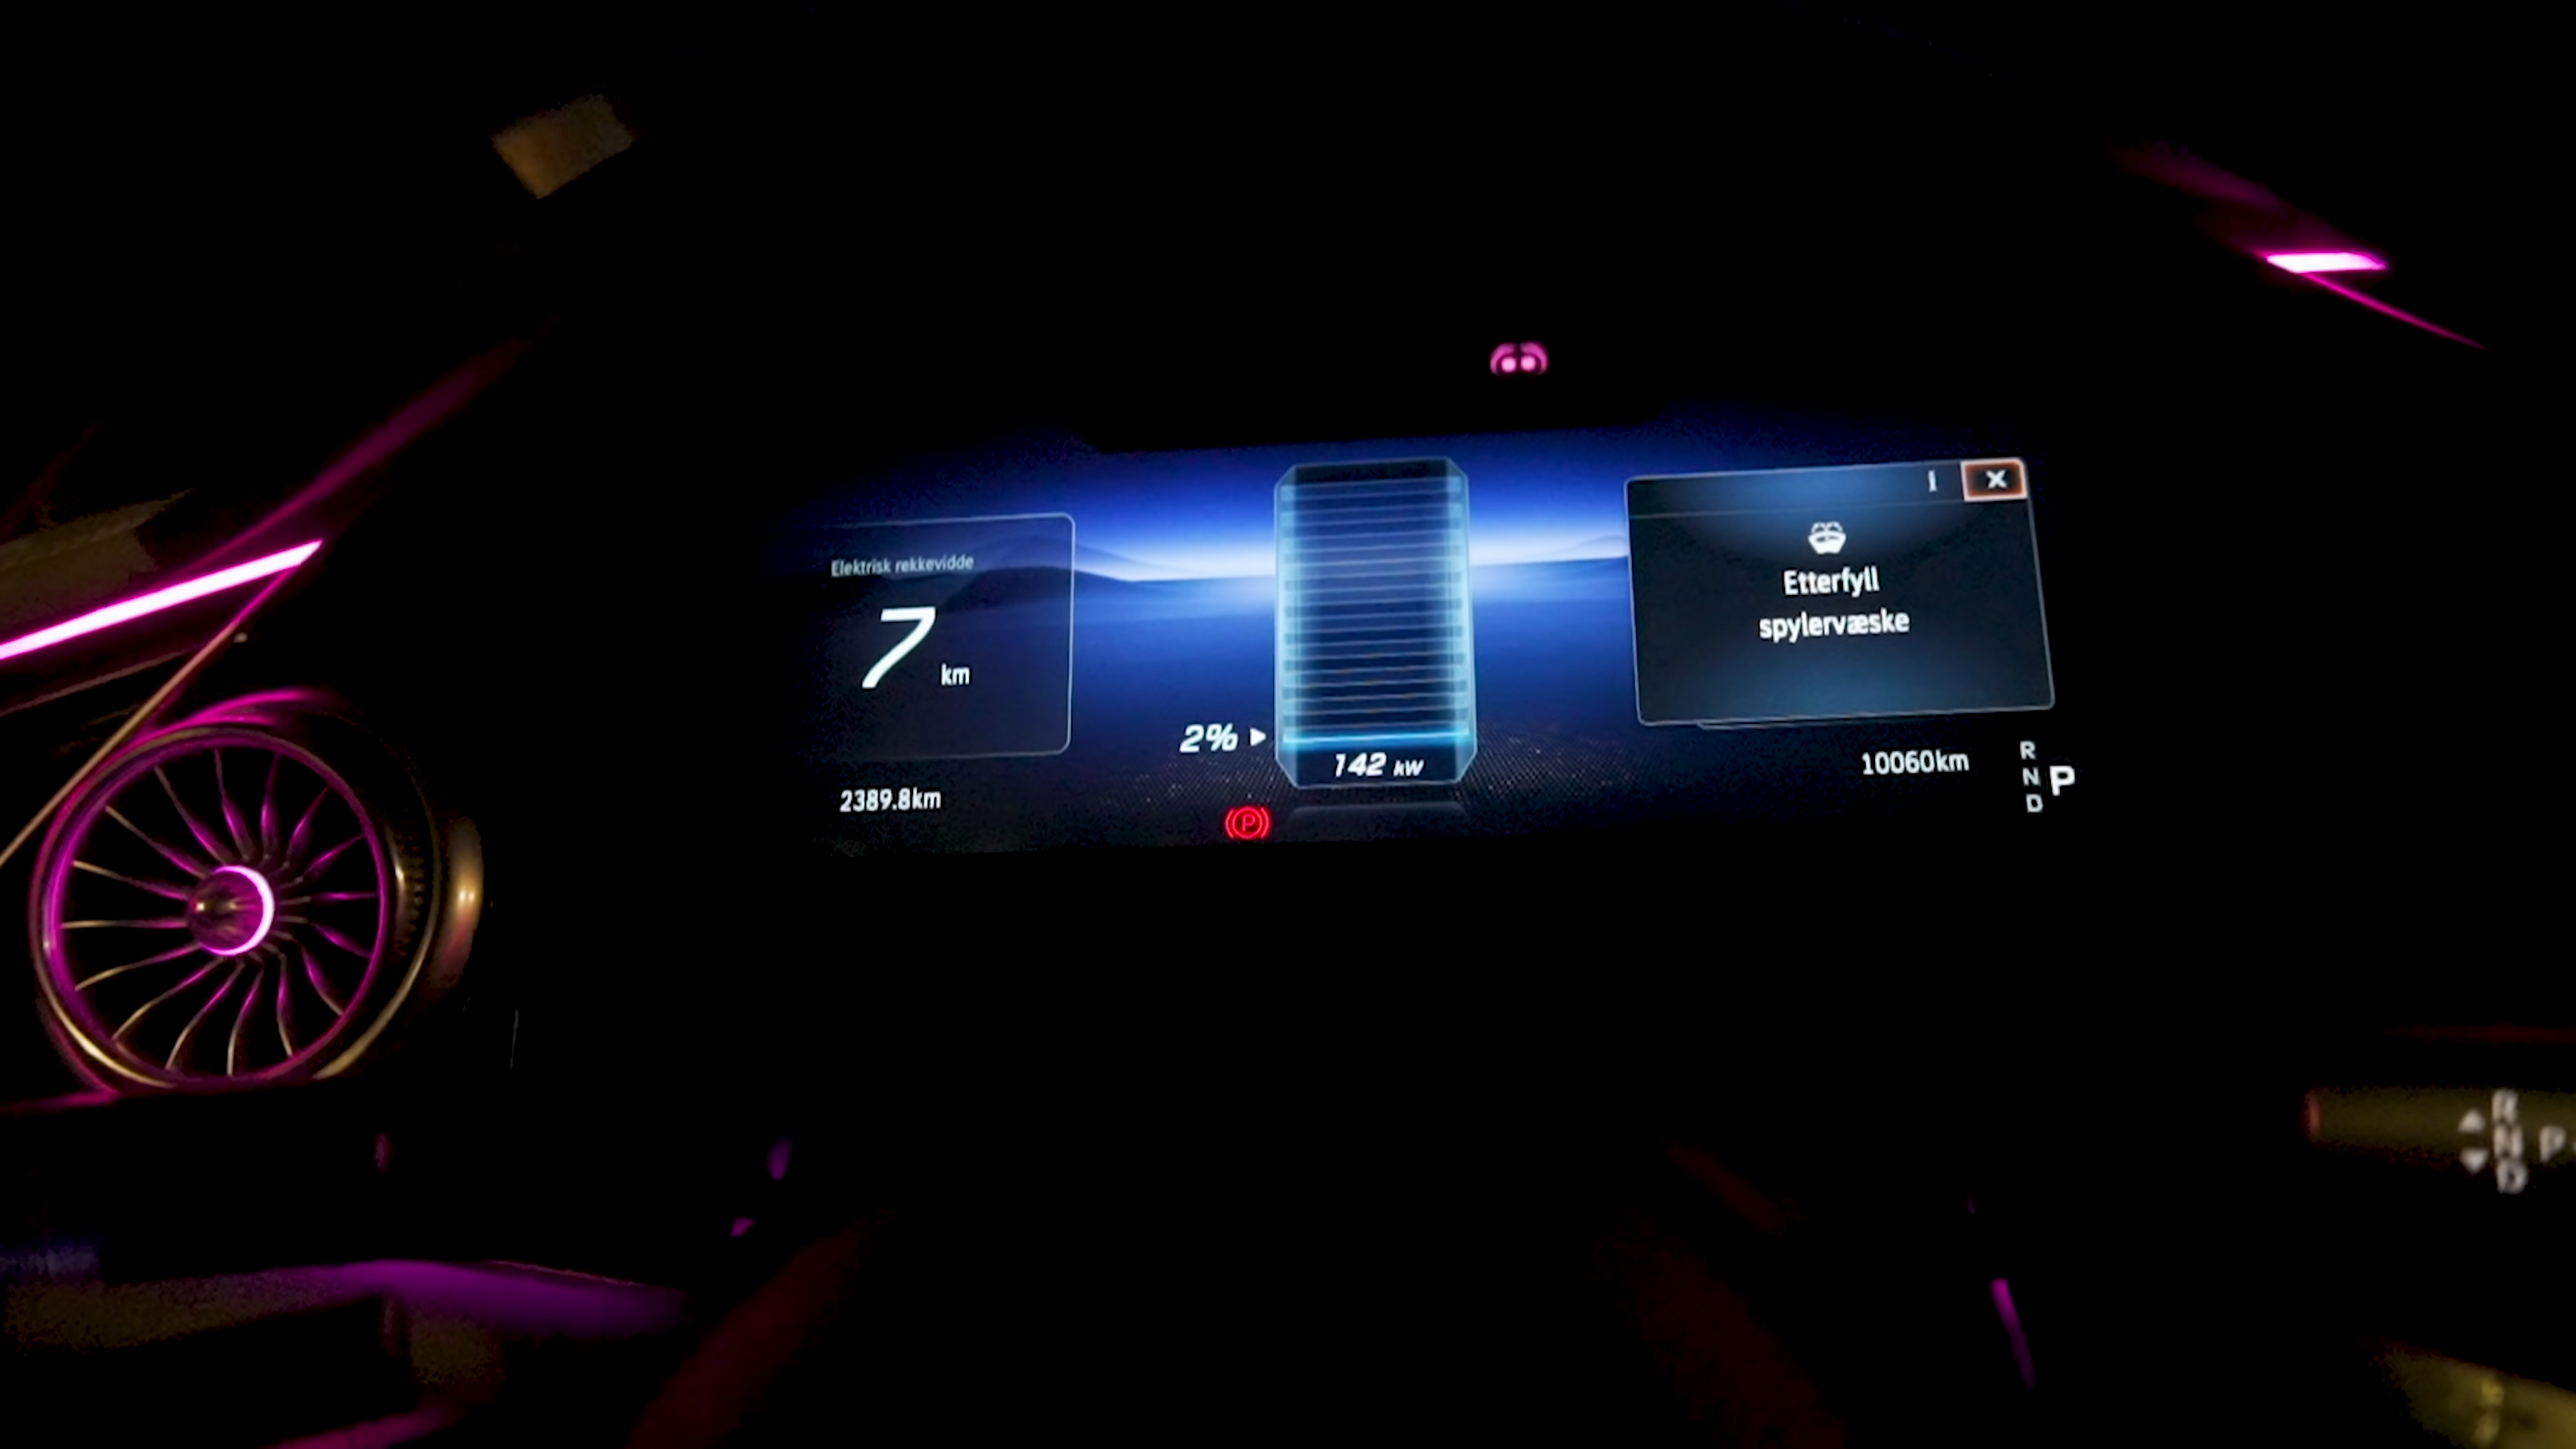 i
Elektrisk rekkevidde
7 km
Etterfyll
spylervæske
2%
142 kW
2389.8km
10060km
R
N
D
P
P
R
N
D
P